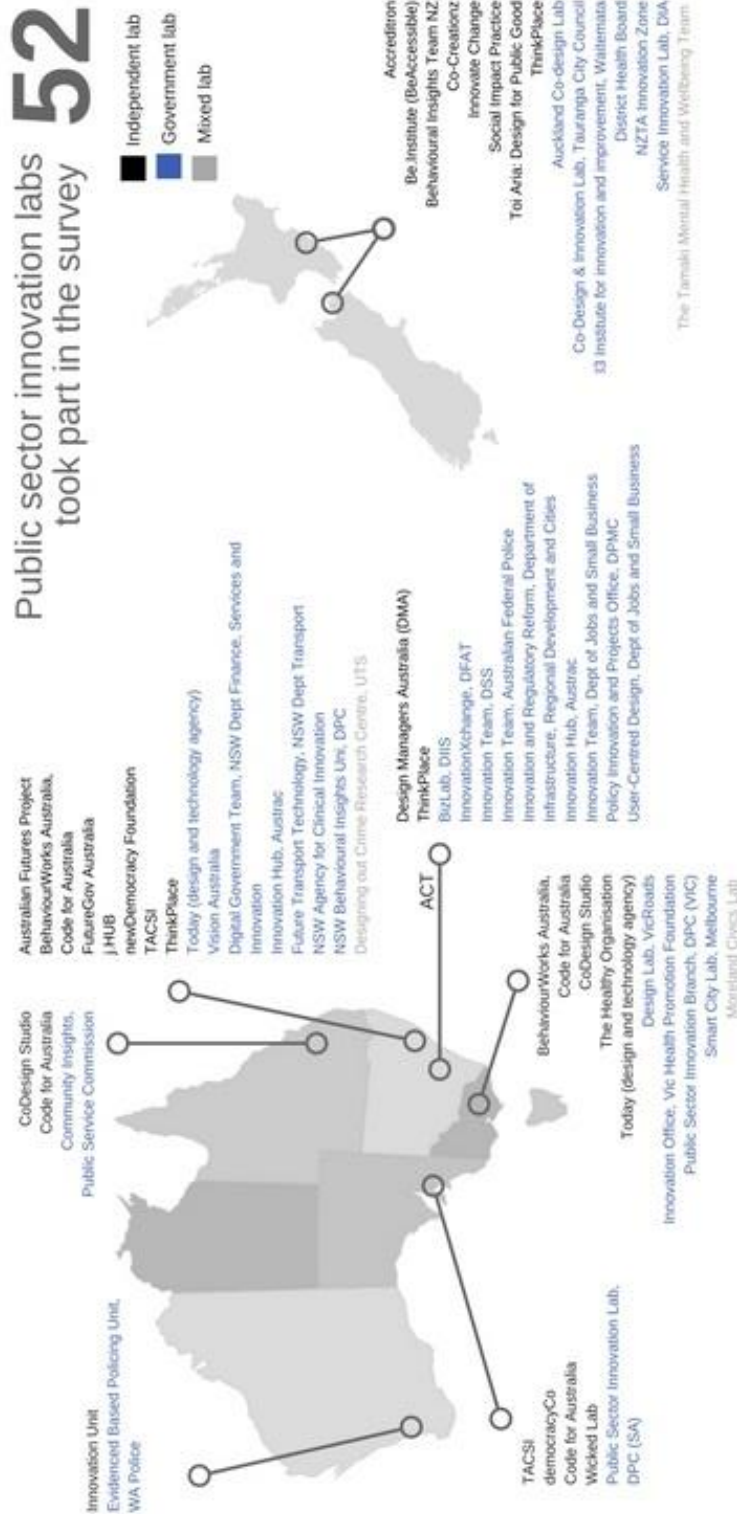 Public sector innovation labs
took part in the survey
52
Independent lab
Government lab
Mixed lab
Innovation Unit
Evidenced Based Policing Unit,
WA Police
CoDesign Studio
Code for Australia
Community Insights,
Public Service Commission
Australian Futures Project
BehaviourWorks Australia,
Code for Australia
FutureGov Australia
j.HUB
newDemocracy Foundation
TACSI
ThinkPlace
Today (design and technology agency)
Vision Australia
Digital Government Team, NSW Dept Finance, Services and
Innovation
Innovation Hub, Austrac
Future Transport Technology, NSW Dept Transport
NSW Agency for Clinical Innovation
NSW Behavioural Insights Uni, DPC
Designing out Crime Research Centre, UTS
ACT
Design Managers Australia (DMA)
ThinkPlace
BizLab, DIIS
InnovationXchange, DFAT
Innovation Team, DSS
Innovation Team, Australian Federal Police
Innovation and Regulatory Reform, Department of
Infrastructure, Regional Development and Cities
Innovation Hub, Austrac
Innovation Team, Dept of Jobs and Small Business
Policy Innovation and Projects Office, DPMC
User-Centred Design, Dept of Jobs and Small Business
TACSI
democracyCo
Code for Australia
Wicked Lab
Public Sector Innovation Lab,
DPC (SA)
BehaviourWorks Australia,
Code for Australia
CoDesign Studio
The Healthy Organisation
Today (design and technology agency)
Design Lab, VicRoads
Innovation Office, Vic Health Promotion Foundation
Public Sector Innovation Branch, DPC (VIC)
Smart City Lab, Melbourne
Moreland Civics Lab
Accreditron
Be.Institute (BeAccessible)
Behavioural Insights Team NZ
Co-Creationz
Innovate Change
Social Impact Practice
Toi Aria: Design for Public Good
ThinkPlace
Auckland Co-design Lab
Co-Design & Innovation Lab, Tauranga City Council
i3 Institute for innovation and improvement, Waitemata
District Health Board
NZTA Innovation Zone
Service Innovation Lab, DIA
The Tamaki Mental Health and Wellbeing Team